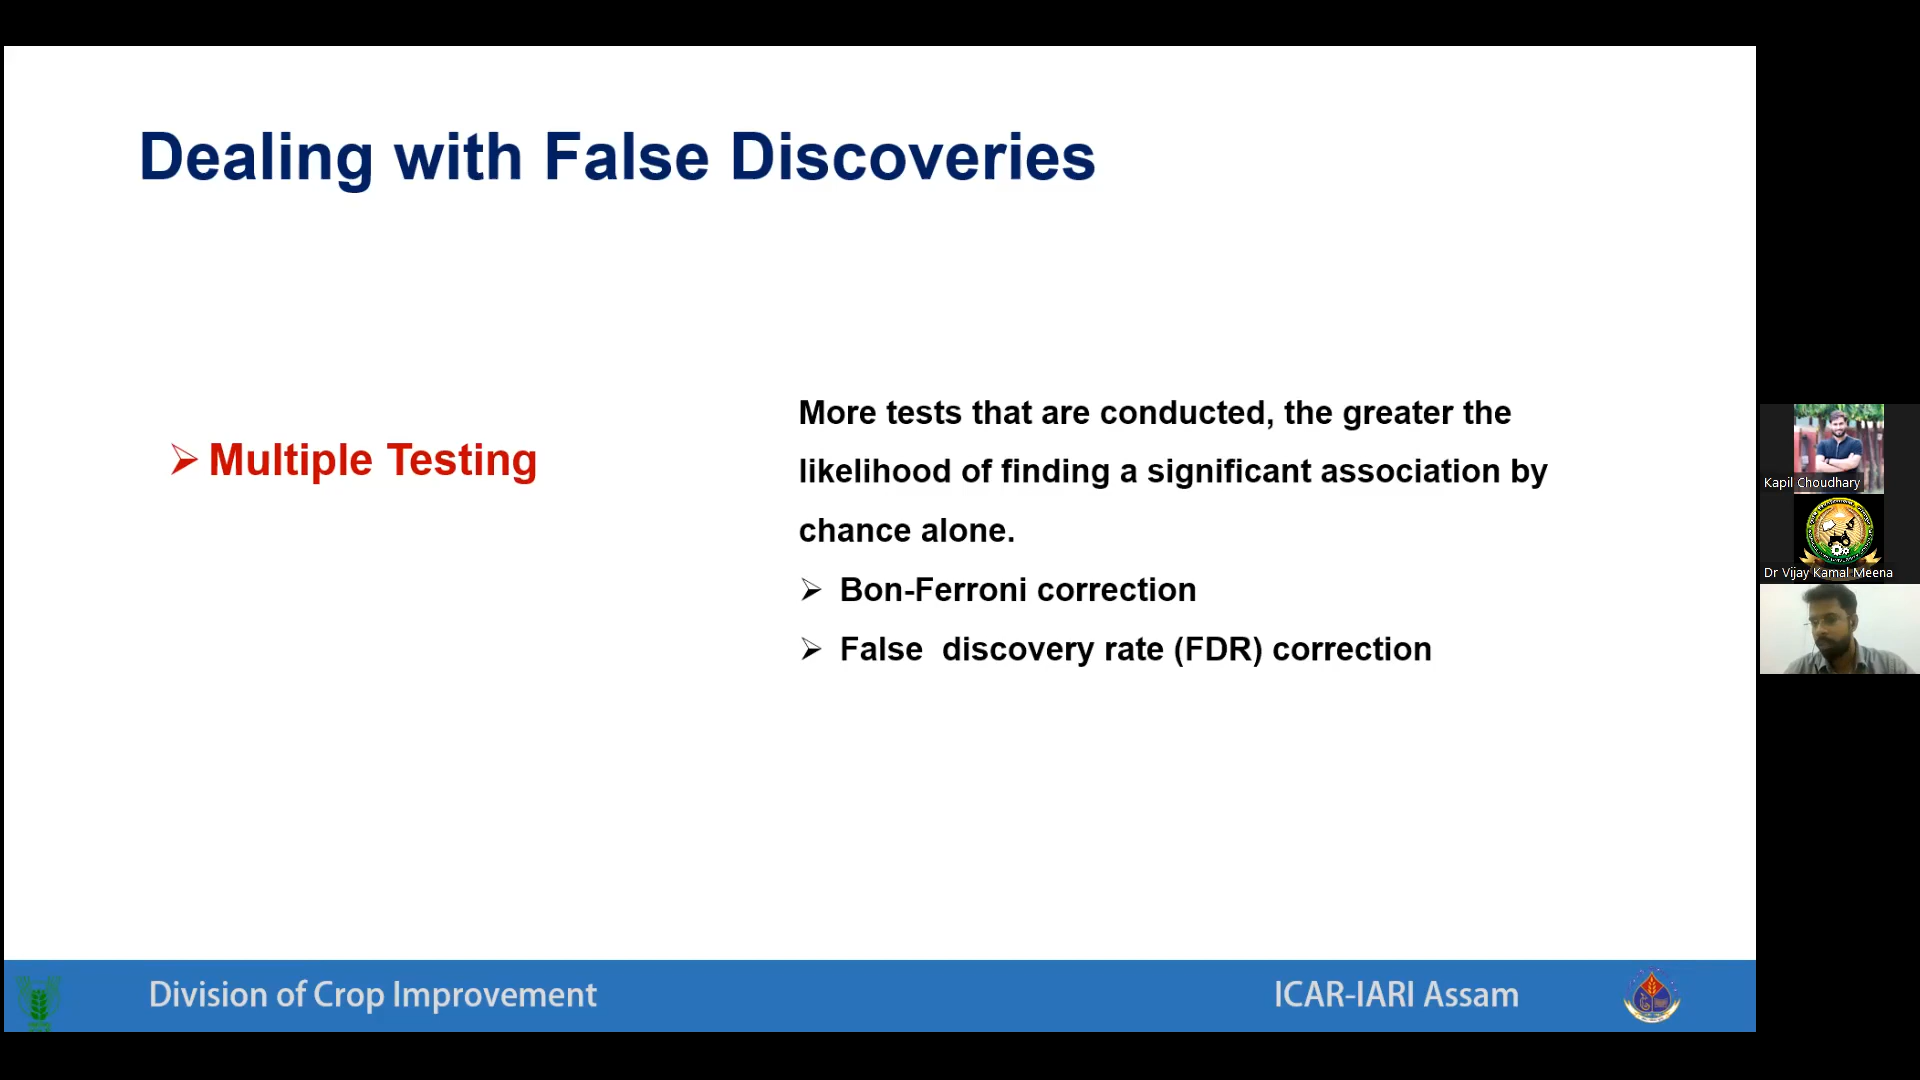 Dealing with False Discoveries
➢ Multiple Testing
More tests that are conducted, the greater the
likelihood of finding a significant association by
chance alone.
➢ Bon-Ferroni correction
➢ False  discovery rate (FDR) correction
Kapil Choudhary
Dr Vijay Kamal Meena
Division of Crop Improvement
ICAR-IARI Assam